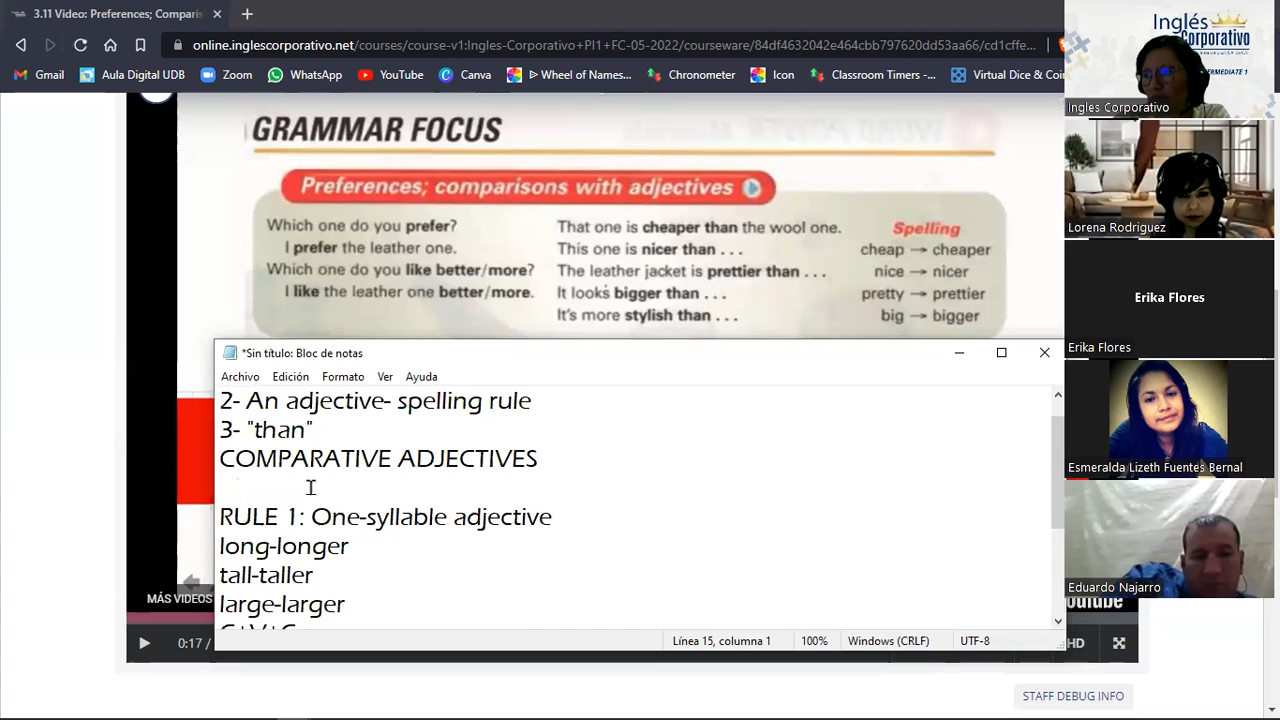 3.11 Video: Preferences; Comparis
online.inglescorporativo.net/courses/course-v1:Ingles-Corporativo+PI1+FC-05-2022/courseware/84df4632042e464cbb797620dd53aa66/cd1cffe...
Gmail
Aula Digital UDB
Zoom
WhatsApp
YouTube
Canva
Wheel of Names...
Chronometer
Icon
Classroom Timers -...
Virtual Dice & Coi
GRAMMAR FOCUS
Preferences; comparisons with adjectives
Which one do you prefer?
I prefer the leather one.
Which one do you like better/more?
I like the leather one better/more.
That one is cheaper than the wool one.
This one is nicer than . . .
The leather jacket is prettier than . . .
It looks bigger than . . .
It's more stylish than . . .
Spelling
cheap → cheaper
nice → nicer
pretty → prettier
big → bigger
*Sin título: Bloc de notas
Archivo Edición Formato Ver Ayuda
2- An adjective- spelling rule
3- "than"
COMPARATIVE ADJECTIVES
RULE 1: One-syllable adjective
long-longer
tall-taller
large-larger
C+V+C
Línea 15, columna 1
100%
Windows (CRLF)
UTF-8
MÁS VIDEOS
0:17 /
HD
STAFF DEBUG INFO
Inglés
Corporativo
Ingles Corporativo
Lorena Rodriguez
Erika Flores
Erika Flores
Esmeralda Lizeth Fuentes Bernal
Eduardo Najarro